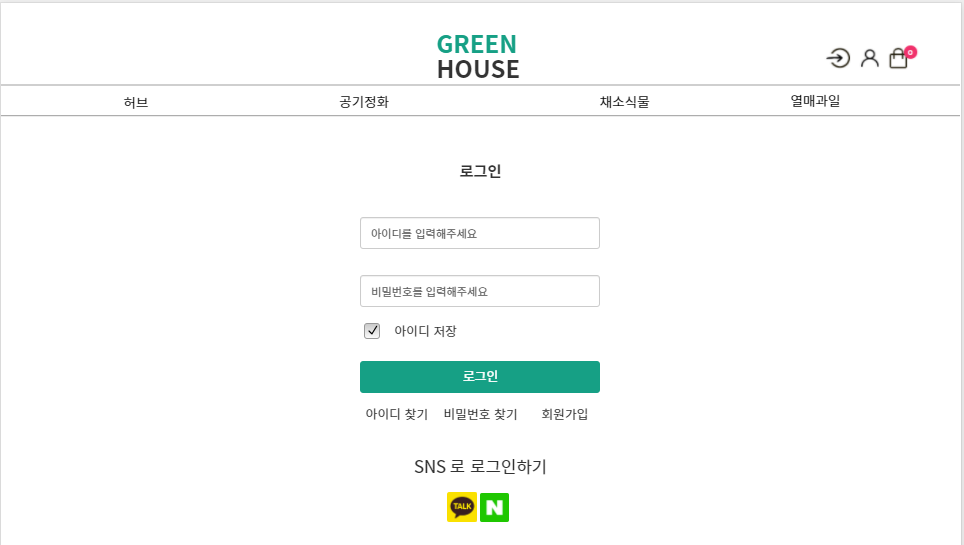 GREEN
HOUSE
0
허브 공기정화 채소식물 열매과일
로그인
아이디를 입력해주세요
비밀번호를 입력해주세요
아이디 저장
로그인
아이디 찾기 비밀번호 찾기 회원가입
SNS 로 로그인하기
TALK N